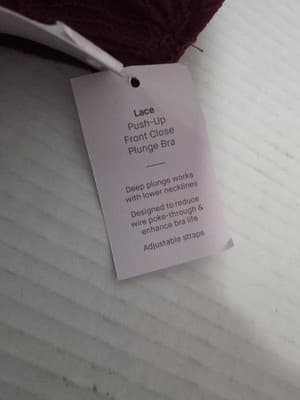 Lace
Push-Up
Front Close
Plunge Bra
Deep plunge works
with lower necklines
Designed to reduce
wire poke-through &
enhance bra life
Adjustable straps